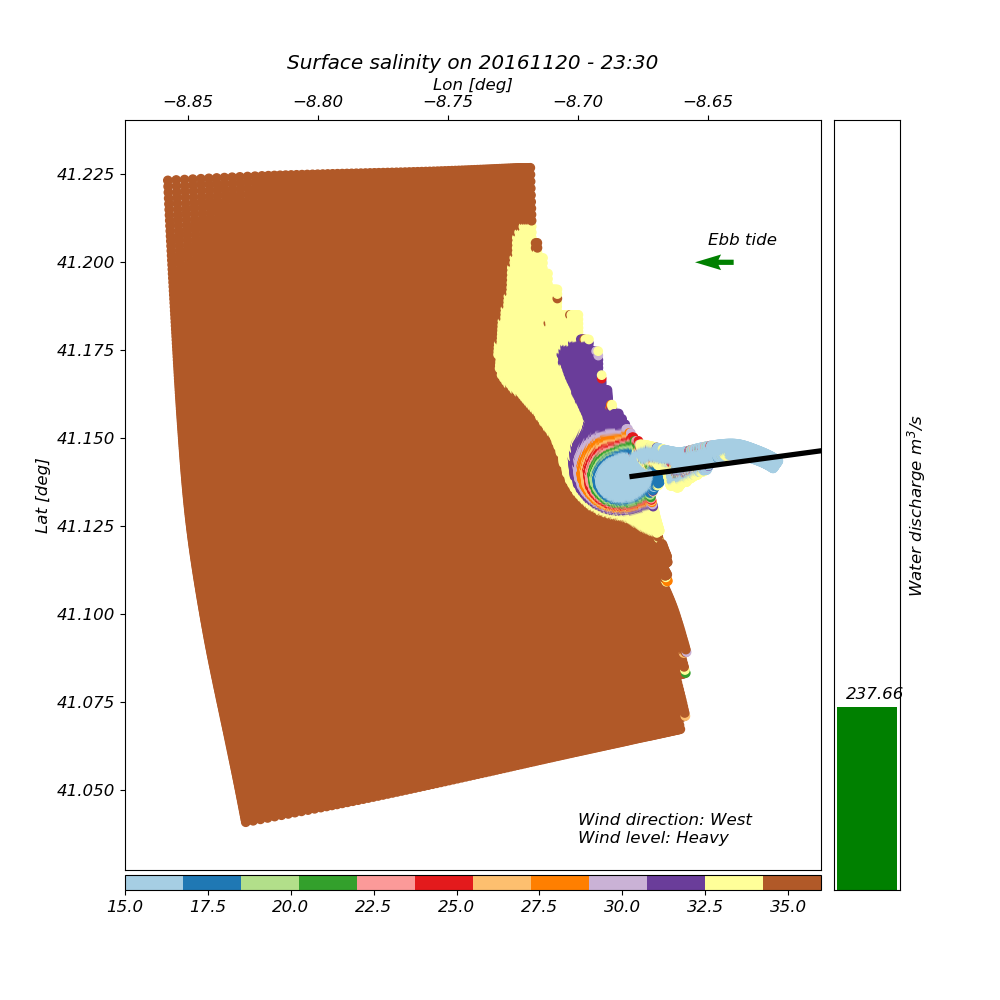 Surface salinity on 20161120 - 23:30
Lon [deg]
−8.85 −8.80 −8.75 −8.70 −8.65
41.225
41.200
41.175
41.150
41.125
41.100
41.075
41.050
Lat [deg]
Ebb tide
Wind direction: West
Wind level: Heavy
237.66
Water discharge m³/s
15.0 17.5 20.0 22.5 25.0 27.5 30.0 32.5 35.0